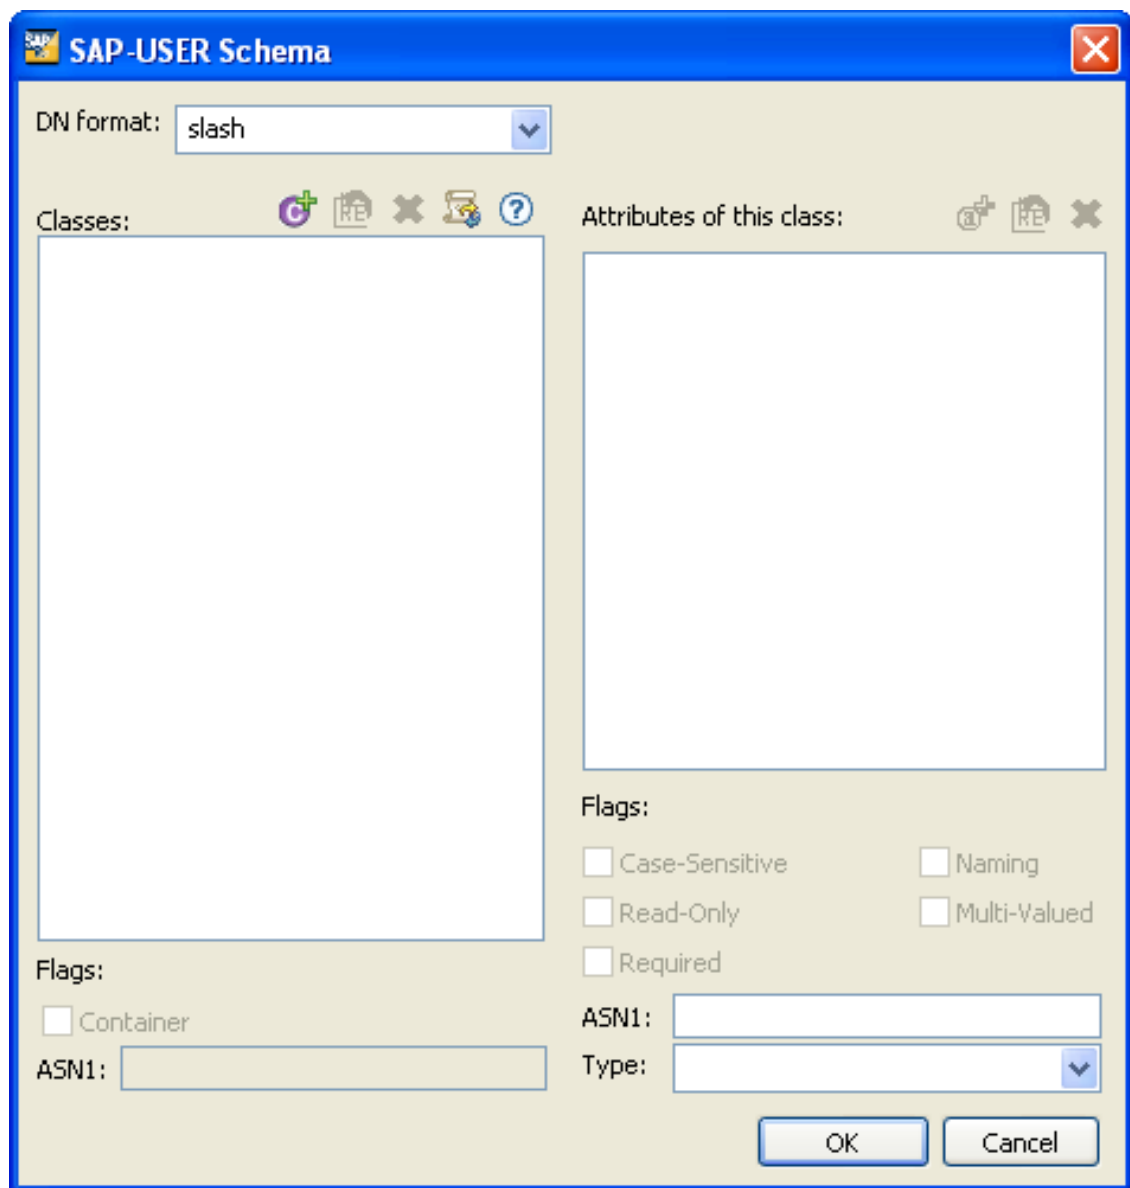 SAP-USER Schema
DN format: slash
Classes:
Attributes of this class:
Flags:
Case-Sensitive
Naming
Read-Only
Multi-Valued
Required
Flags:
Container
ASN1:
ASN1:
Type:
OK
Cancel